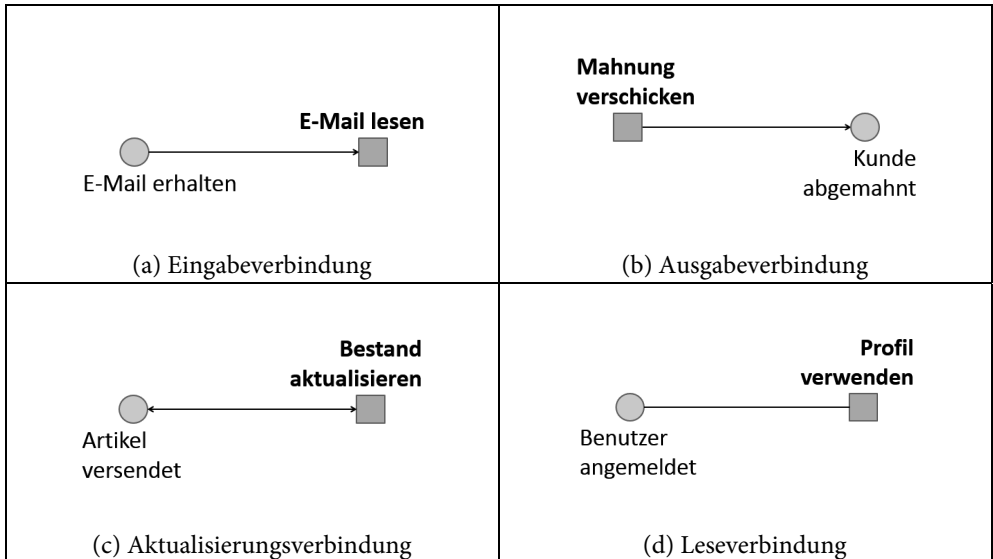 E-Mail lesen
E-Mail erhalten
(a) Eingabeverbindung
Mahnung
verschicken
Kunde
abgemahnt
(b) Ausgabeverbindung
Bestand
aktualisieren
Artikel
versendet
(c) Aktualisierungsverbindung
Profil
verwenden
Benutzer
angemeldet
(d) Leseverbindung